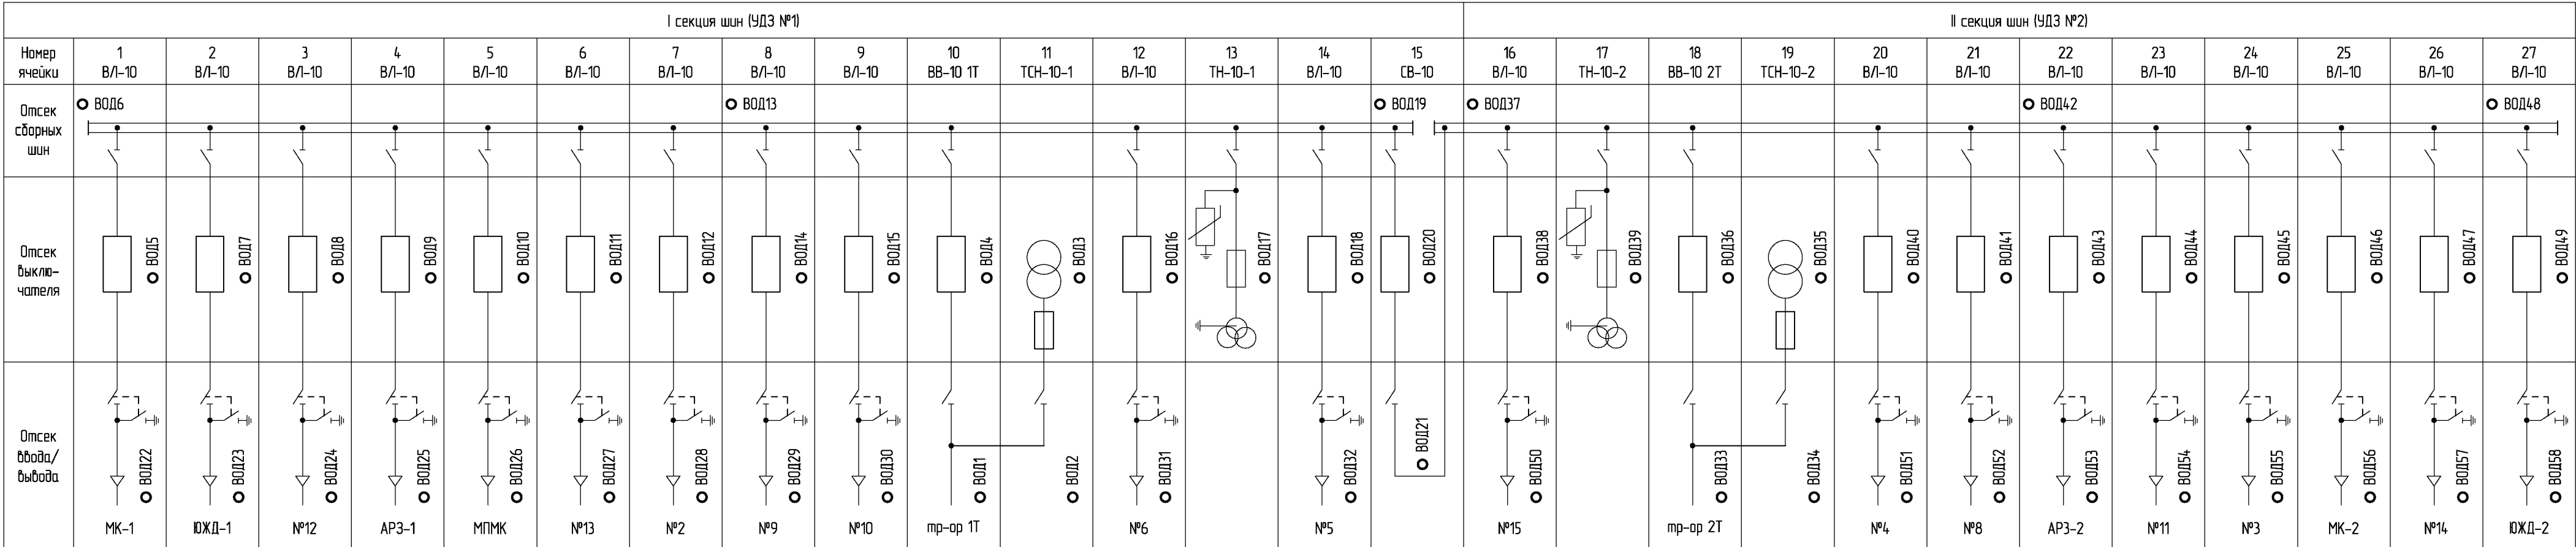 I секция шин (УДЗ №1) II секция шин (УДЗ №2)
Номер ячейки 1 2 3 4 5 6 7 8 9 10 11 12 13 14 15 16 17 18 19 20 21 22 23 24 25 26 27
ВЛ-10 ВЛ-10 ВЛ-10 ВЛ-10 ВЛ-10 ВЛ-10 ВЛ-10 ВЛ-10 ВЛ-10 ВВ-10 1Т ТСН-10-1 ВЛ-10 ТН-10-1 ВЛ-10 СВ-10 ВЛ-10 ТН-10-2 ВВ-10 2Т ТСН-10-2 ВЛ-10 ВЛ-10 ВЛ-10 ВЛ-10 ВЛ-10 ВЛ-10 ВЛ-10 ВЛ-10
Отсек
сборных
шин
ВОД6 ВОД13 ВОД19 ВОД37 ВОД42 ВОД48
Отсек
выклю-
чателя
ВОД5 ВОД7 ВОД8 ВОД9 ВОД10 ВОД11 ВОД12 ВОД14 ВОД15 ВОД4 ВОД3 ВОД16 ВОД17 ВОД18 ВОД20 ВОД38 ВОД39 ВОД36 ВОД35 ВОД40 ВОД41 ВОД43 ВОД44 ВОД45 ВОД46 ВОД47 ВОД49
Отсек
ввода/
вывода
ВОД22 ВОД23 ВОД24 ВОД25 ВОД26 ВОД27 ВОД28 ВОД29 ВОД30 ВОД1 ВОД2 ВОД31 ВОД32 ВОД21 ВОД50 ВОД33 ВОД34 ВОД51 ВОД52 ВОД53 ВОД54 ВОД55 ВОД56 ВОД57 ВОД58
МК-1 ЮЖД-1 №12 АРЗ-1 МПМК №13 №2 №9 №10 тр-ор 1Т №6 №5 №15 тр-ор 2Т №4 №8 АРЗ-2 №11 №3 МК-2 №14 ЮЖД-2